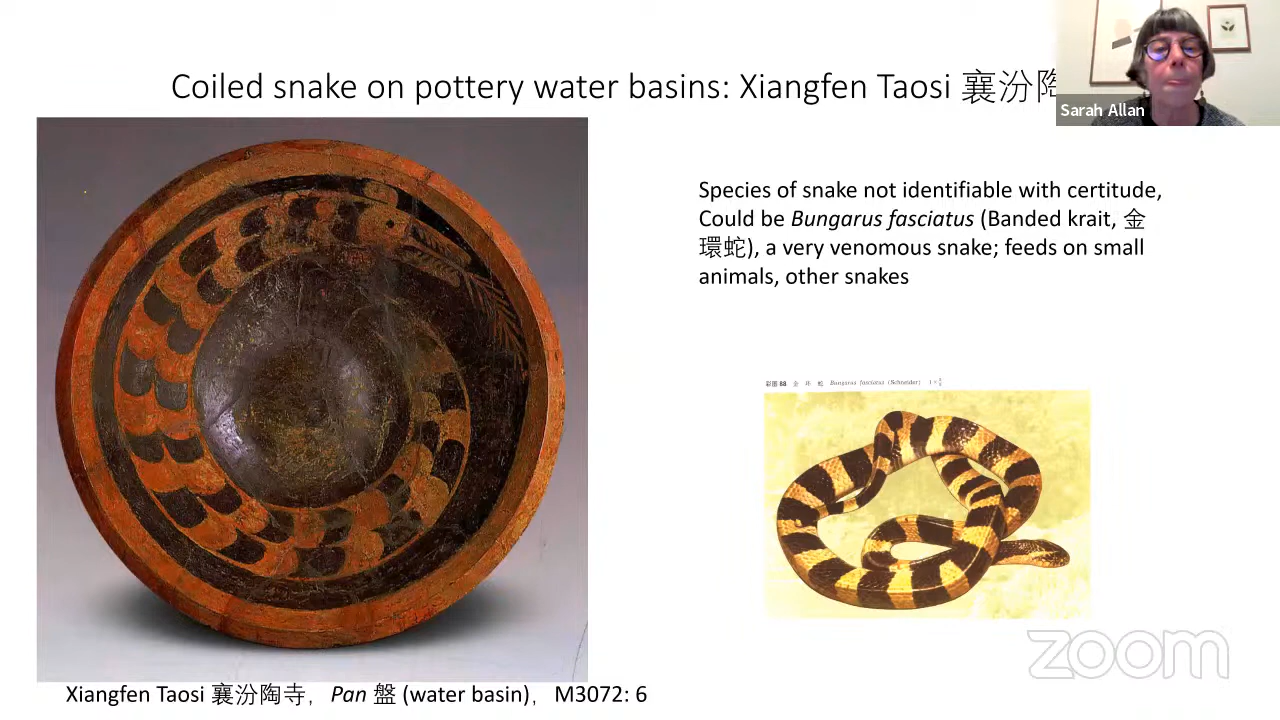 Coiled snake on pottery water basins: Xiangfen Taosi 襄汾陶
Sarah Allan
Species of snake not identifiable with certitude,
Could be Bungarus fasciatus (Banded krait, 金
環蛇), a very venomous snake; feeds on small
animals, other snakes
彩图 88 金 环 蛇 Bungarus fasciatus (Schneider)
zoom
Xiangfen Taosi 襄汾陶寺, Pan 盤 (water basin), M3072: 6